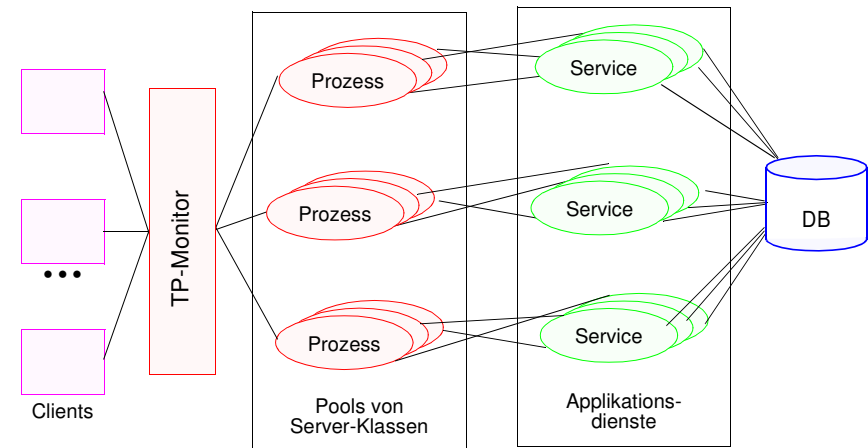 Prozess
Service
TP-Monitor
Prozess
Service
DB
•••
Prozess
Service
Clients
Pools von
Server-Klassen
Applikations-
dienste